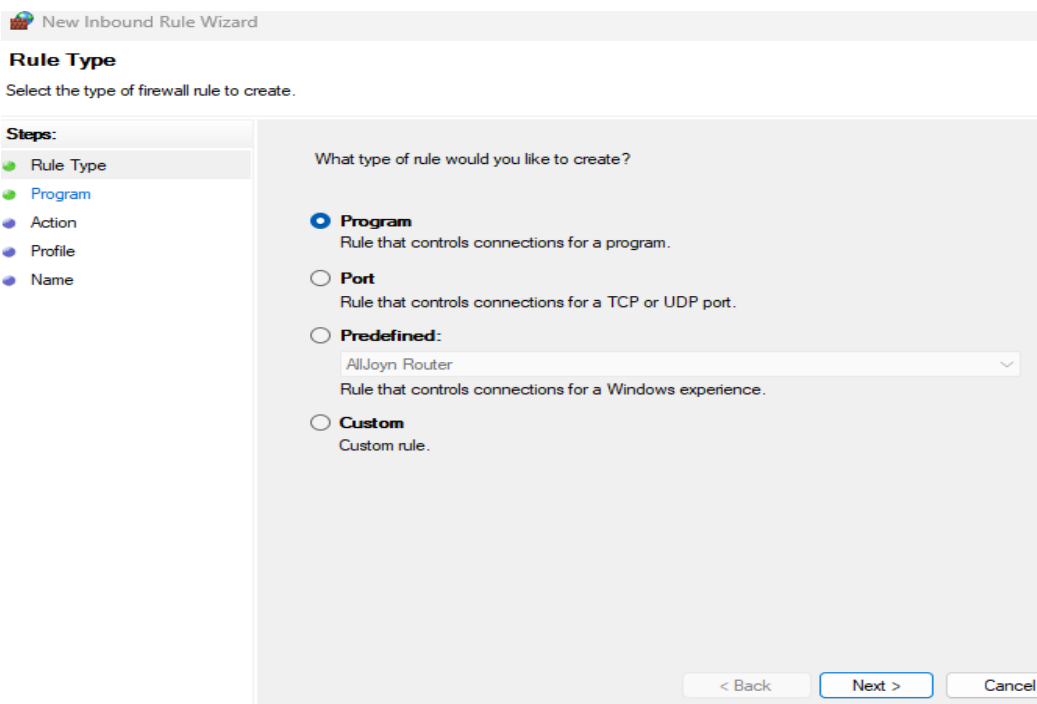 New Inbound Rule Wizard
Rule Type
Select the type of firewall rule to create.
Steps:
Rule Type
Program
Action
Profile
Name
What type of rule would you like to create?
Program
Rule that controls connections for a program.
Port
Rule that controls connections for a TCP or UDP port.
Predefined:
AllJoyn Router
Rule that controls connections for a Windows experience.
Custom
Custom rule.
< Back Next > Cancel